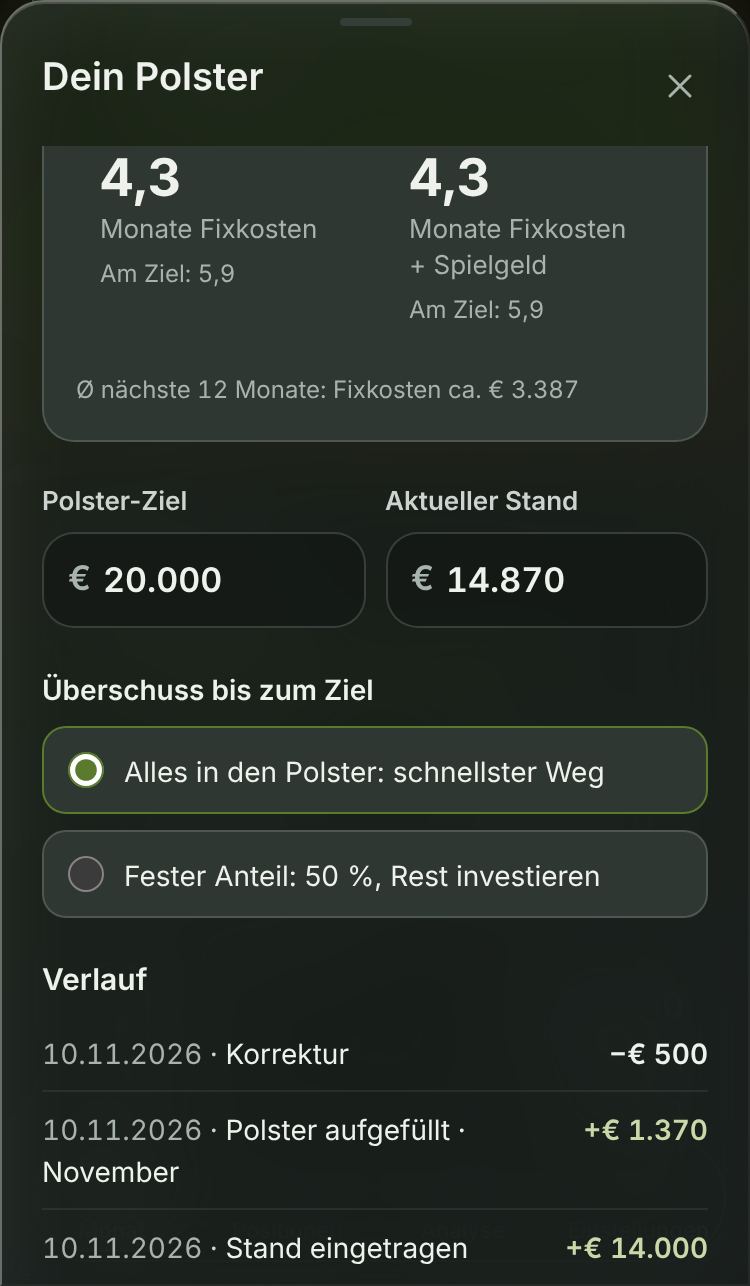 Dein Polster
4,3
Monate Fixkosten
Am Ziel: 5,9
4,3
Monate Fixkosten
+ Spielgeld
Am Ziel: 5,9
Ø nächste 12 Monate: Fixkosten ca. € 3.387
Polster-Ziel
€ 20.000
Aktueller Stand
€ 14.870
Überschuss bis zum Ziel
Alles in den Polster: schnellster Weg
Fester Anteil: 50 %, Rest investieren
Verlauf
10.11.2026 · Korrektur −€ 500
10.11.2026 · Polster aufgefüllt · +€ 1.370
November
10.11.2026 · Stand eingetragen +€ 14.000